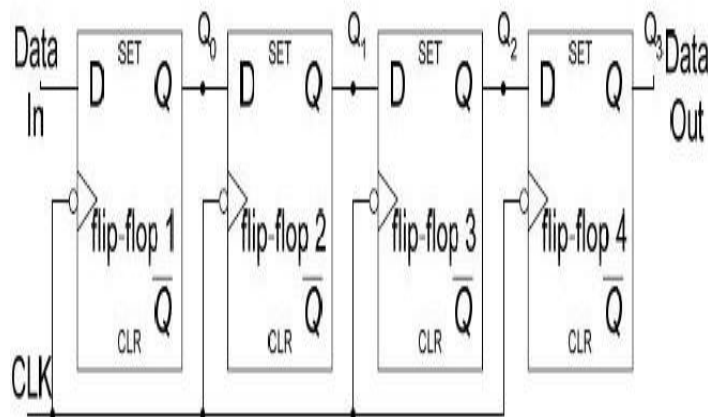 Data In
SET
D Q
flip-flop 1
Q̅
CLR
Q₀
SET
D Q
flip-flop 2
Q̅
CLR
Q₁
SET
D Q
flip-flop 3
Q̅
CLR
Q₂
SET
D Q
flip-flop 4
Q̅
CLR
Q₃
Data Out
CLK